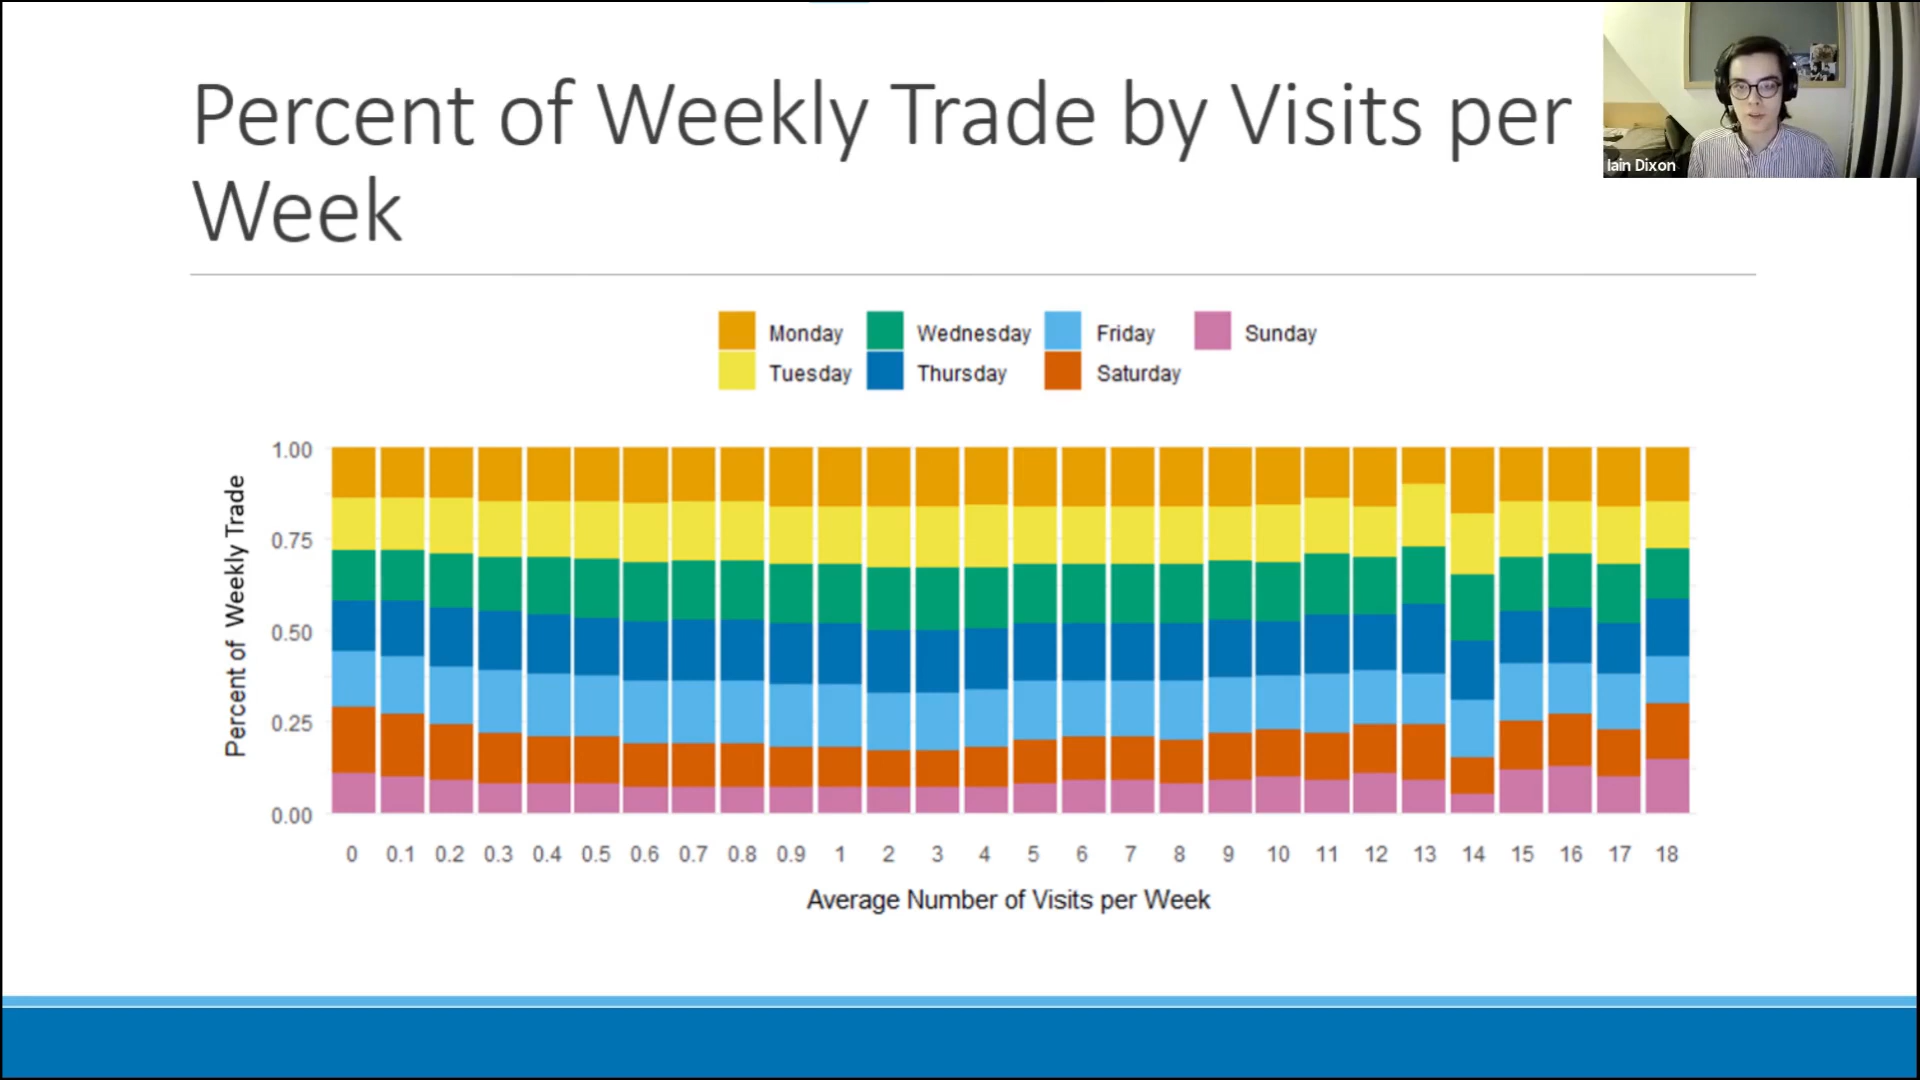 Percent of Weekly Trade by Visits per
Week
Iain Dixon
Monday Wednesday Friday Sunday
Tuesday Thursday Saturday
Percent of Weekly Trade
1.00
0.75
0.50
0.25
0.00
0 0.1 0.2 0.3 0.4 0.5 0.6 0.7 0.8 0.9 1 2 3 4 5 6 7 8 9 10 11 12 13 14 15 16 17 18
Average Number of Visits per Week